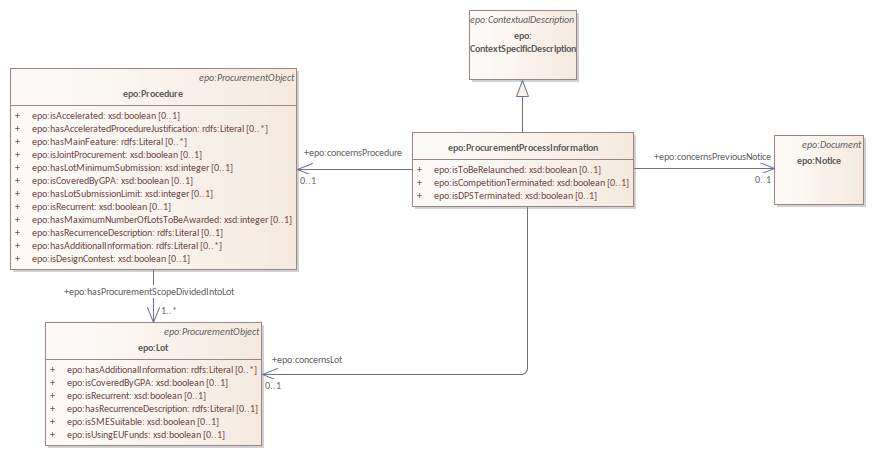 epo:ContextualDescription
epo:
ContextSpecificDescription
epo:ProcurementObject
epo:Procedure
+ epo:isAccelerated: xsd:boolean [0..1]
+ epo:hasAcceleratedProcedureJustification: rdfs:Literal [0..*]
+ epo:hasMainFeature: rdfs:Literal [0..*]
+ epo:isJointProcurement: xsd:boolean [0..1]
+ epo:hasLotMinimumSubmission: xsd:integer [0..1]
+ epo:isCoveredByGPA: xsd:boolean [0..1]
+ epo:hasLotSubmissionLimit: xsd:integer [0..1]
+ epo:isRecurrent: xsd:boolean [0..1]
+ epo:hasMaximumNumberOfLotsToBeAwarded: xsd:integer [0..1]
+ epo:hasRecurrenceDescription: rdfs:Literal [0..1]
+ epo:hasAdditionalInformation: rdfs:Literal [0..*]
+ epo:isDesignContest: xsd:boolean [0..1]
+epo:concernsProcedure
0..1
epo:ProcurementProcessInformation
+ epo:isToBeRelaunched: xsd:boolean [0..1]
+ epo:isCompetitionTerminated: xsd:boolean [0..1]
+ epo:isDPSTerminated: xsd:boolean [0..1]
+epo:concernsPreviousNotice
0..1
epo:Document
epo:Notice
+epo:hasProcurementScopeDividedIntoLot
1..*
epo:ProcurementObject
epo:Lot
+ epo:hasAdditionalInformation: rdfs:Literal [0..*]
+ epo:isCoveredByGPA: xsd:boolean [0..1]
+ epo:isRecurrent: xsd:boolean [0..1]
+ epo:hasRecurrenceDescription: rdfs:Literal [0..1]
+ epo:isSMESuitable: xsd:boolean [0..1]
+ epo:isUsingEUFunds: xsd:boolean [0..1]
+epo:concernsLot
0..1